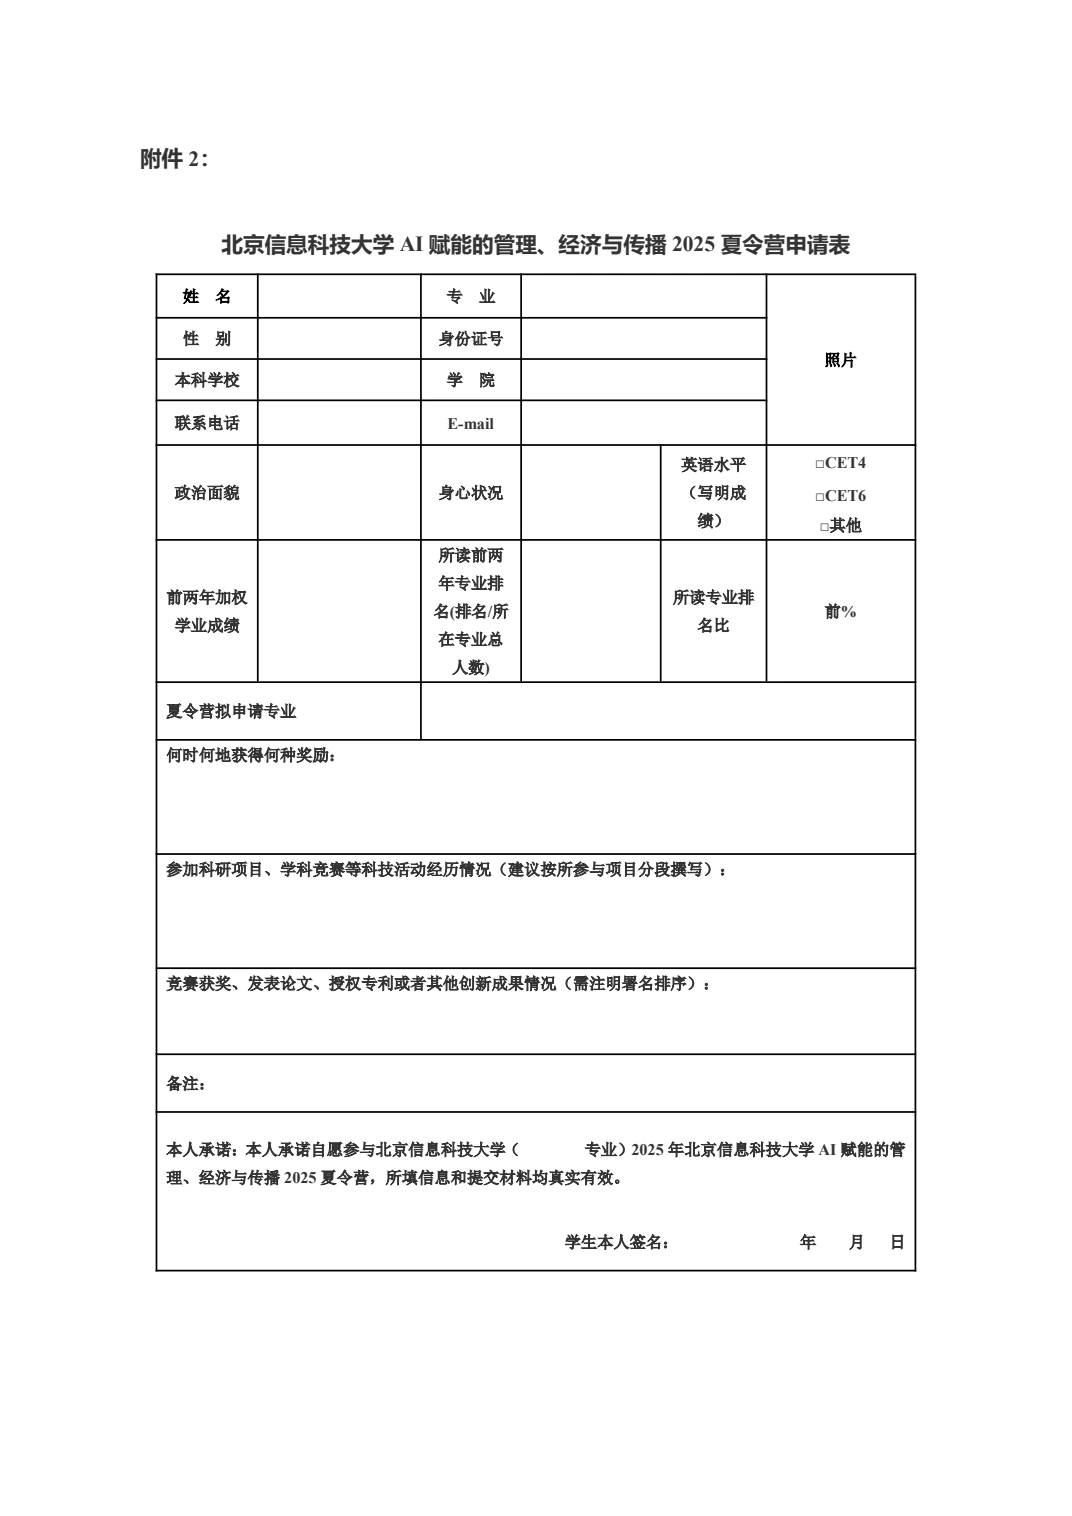 附件 2：
北京信息科技大学 AI 赋能的管理、经济与传播 2025 夏令营申请表
姓 名
专 业
照片
性 别
身份证号
本科学校
学 院
联系电话
E-mail
政治面貌
身心状况
英语水平
（写明成
绩）
□CET4
□CET6
□其他
前两年加权
学业成绩
所读前两
年专业排
名(排名/所
在专业总
人数)
所读专业排
名比
前%
夏令营拟申请专业
何时何地获得何种奖励：
参加科研项目、学科竞赛等科技活动经历情况（建议按所参与项目分段撰写）：
竞赛获奖、发表论文、授权专利或者其他创新成果情况（需注明署名排序）：
备注：
本人承诺：本人承诺自愿参与北京信息科技大学（ 专业）2025 年北京信息科技大学 AI 赋能的管
理、经济与传播 2025 夏令营，所填信息和提交材料均真实有效。
学生本人签名： 年 月 日